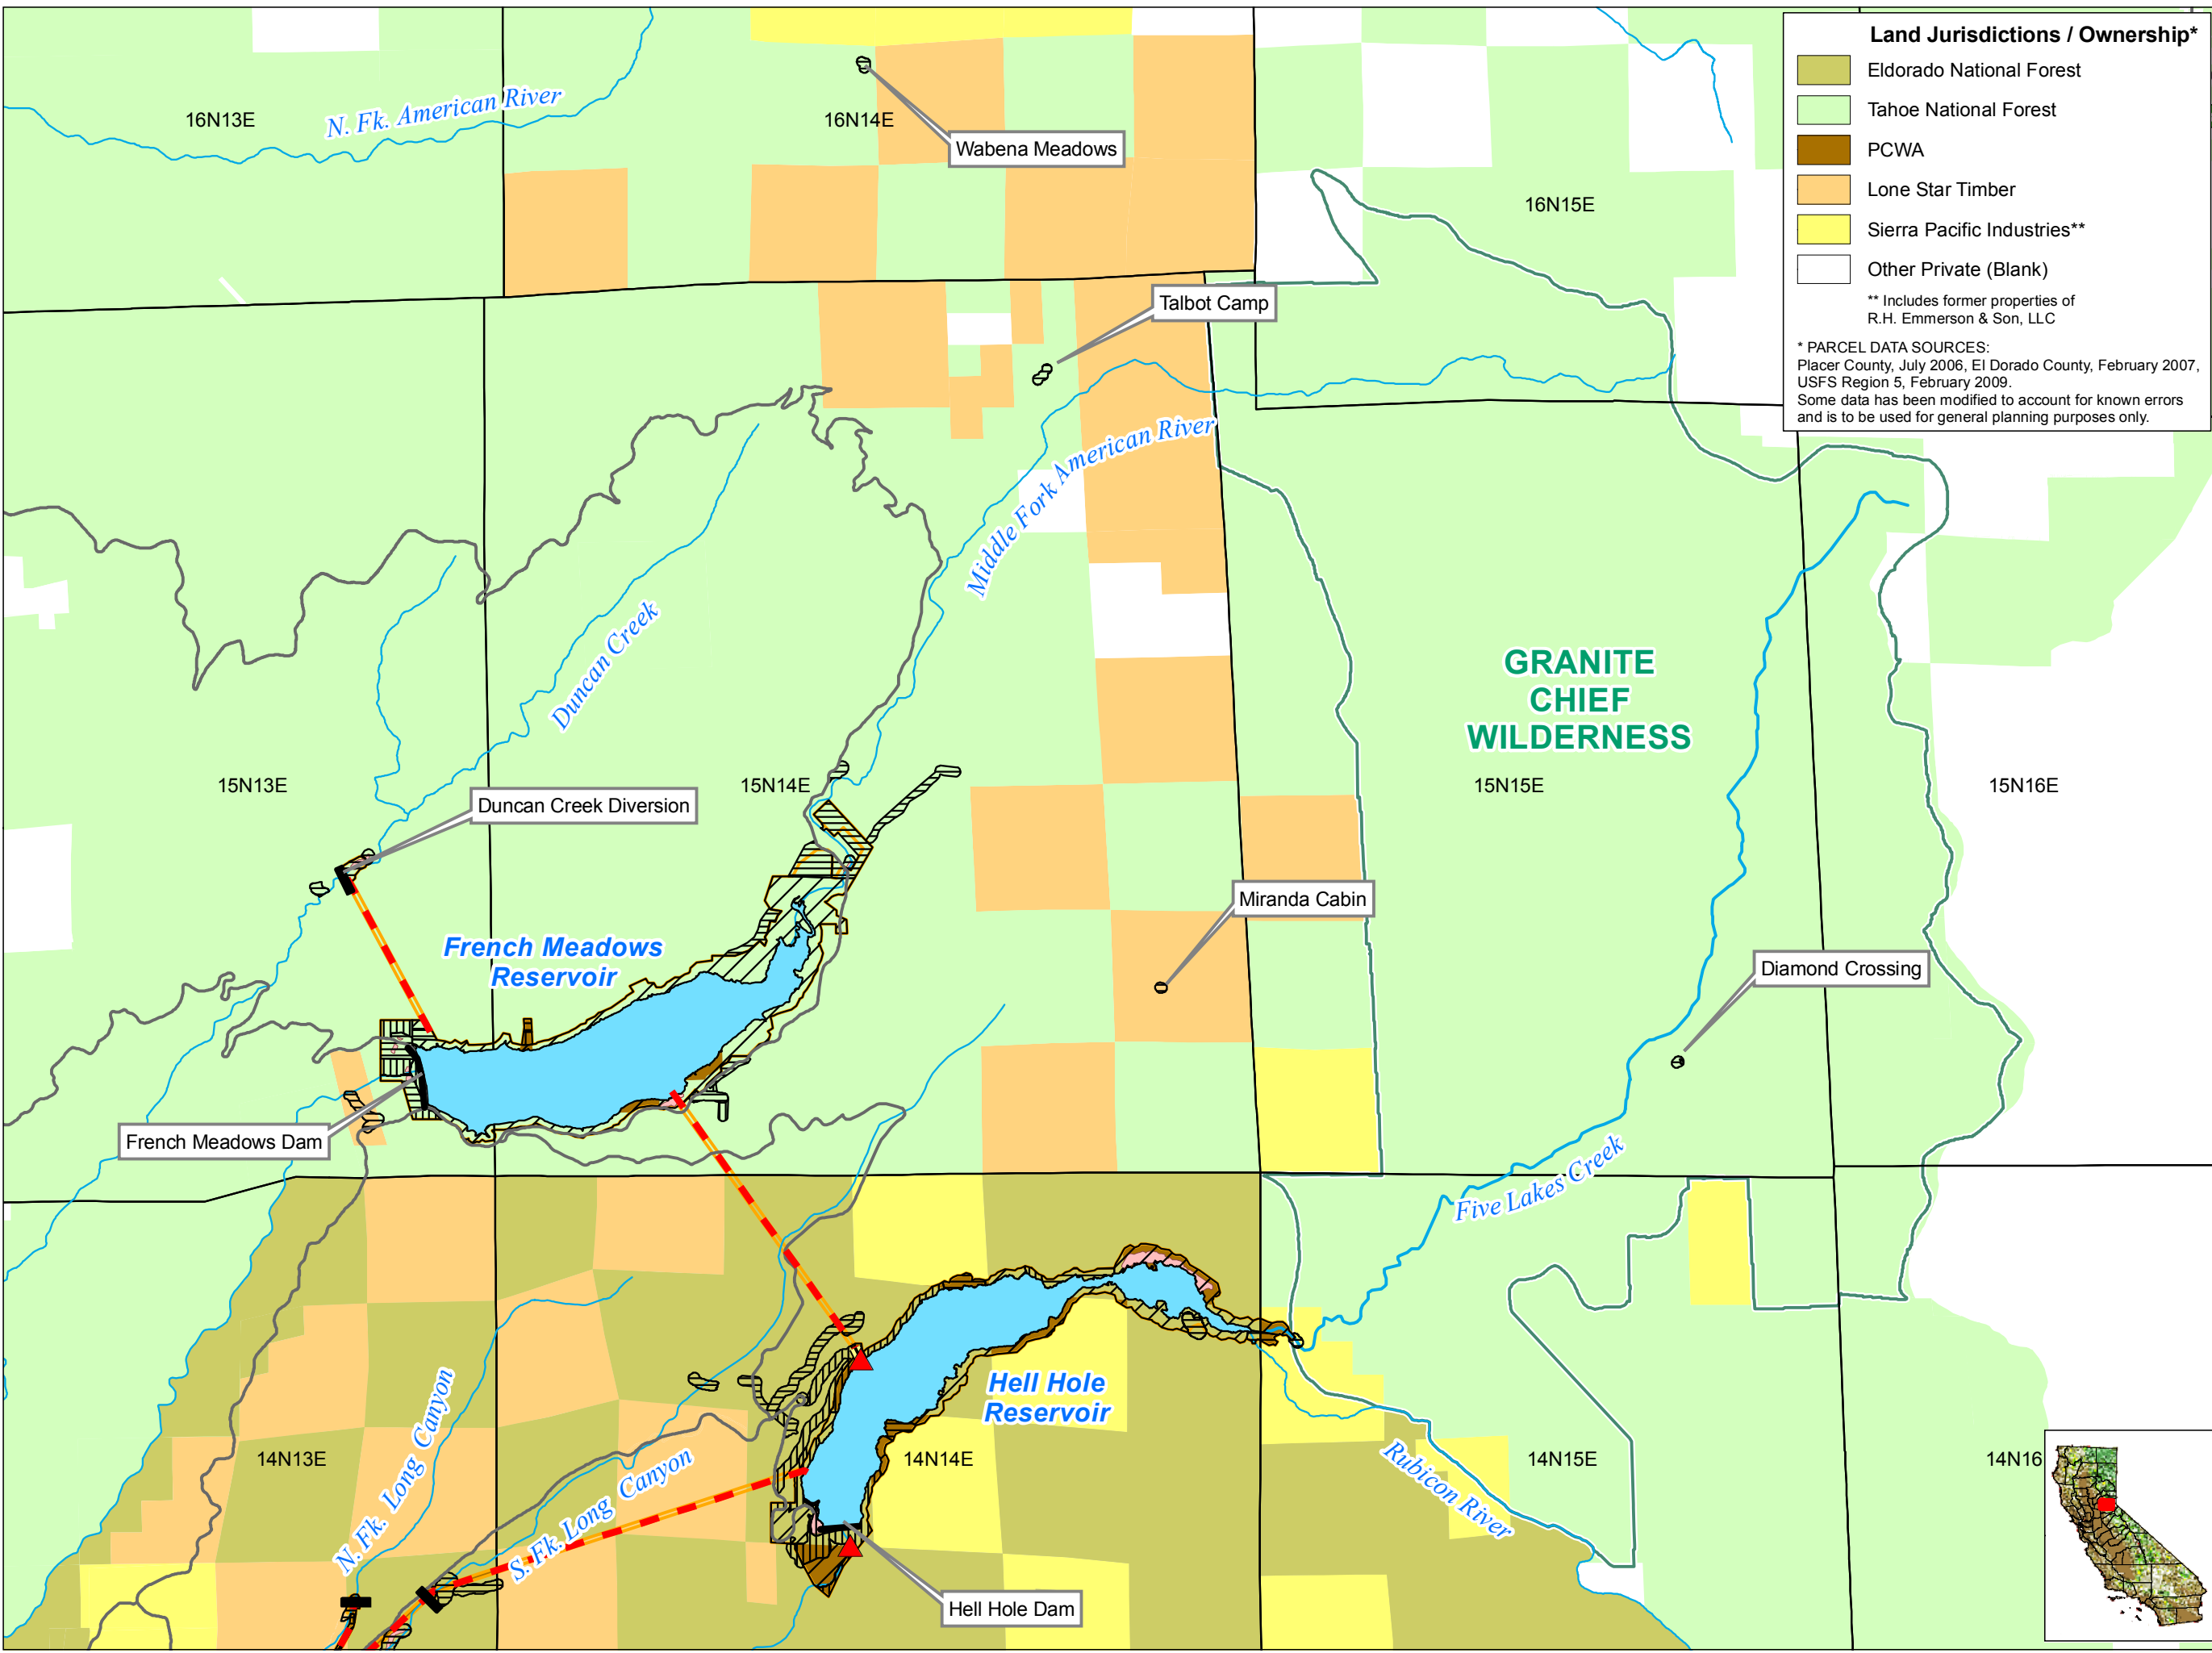 Land Jurisdictions / Ownership*
Eldorado National Forest
Tahoe National Forest
PCWA
Lone Star Timber
Sierra Pacific Industries**
Other Private (Blank)
** Includes former properties of
R.H. Emmerson & Son, LLC
* PARCEL DATA SOURCES:
Placer County, July 2006, El Dorado County, February 2007,
USFS Region 5, February 2009.
Some data has been modified to account for known errors
and is to be used for general planning purposes only.
16N13E
N. Fk. American River
16N14E
Wabena Meadows
16N15E
Talbot Camp
Middle Fork American River
Duncan Creek
GRANITE
CHIEF
WILDERNESS
15N13E
15N14E
15N15E
15N16E
Duncan Creek Diversion
Miranda Cabin
French Meadows
Reservoir
Diamond Crossing
French Meadows Dam
Five Lakes Creek
Hell Hole
Reservoir
14N13E
N. Fk. Long Canyon
S. Fk. Long Canyon
14N14E
Rubicon River
14N15E
14N16
Hell Hole Dam